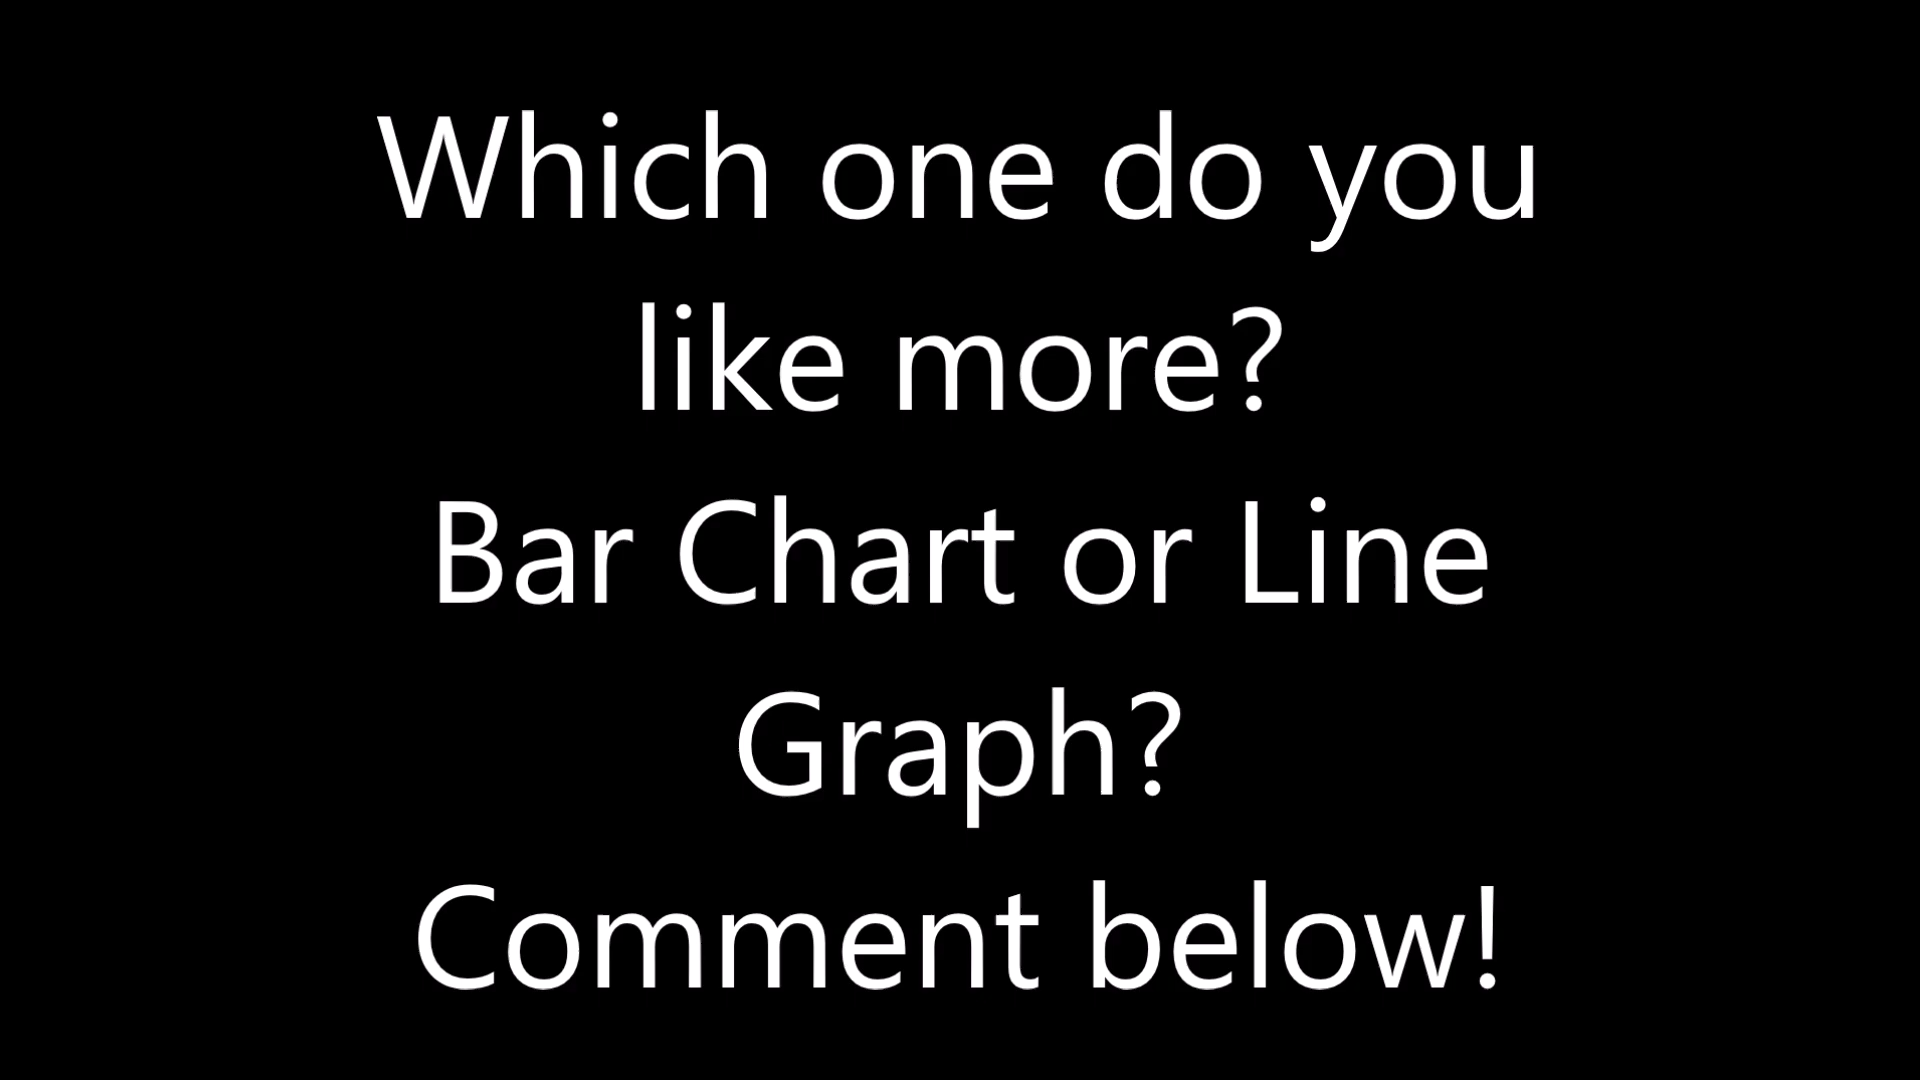 Which one do you
like more?
Bar Chart or Line
Graph?
Comment below!